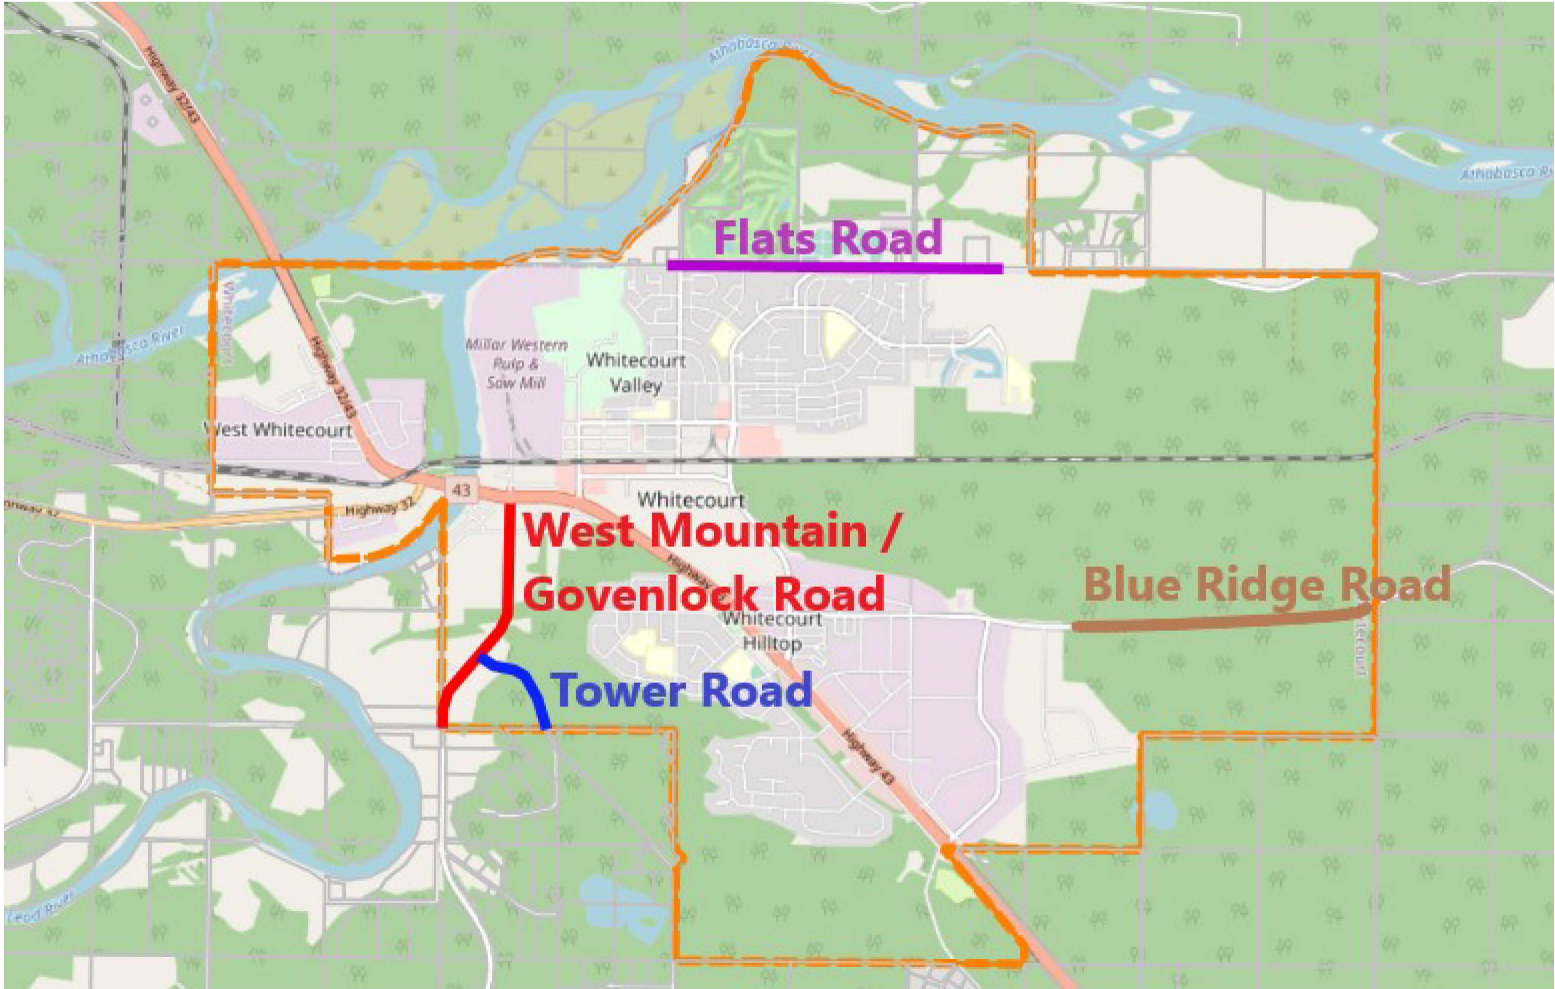 Athabasca River
Highway 32/43
Athabasca
Flats Road
Whitecourt
Athabasca River
Highway 32/43
Millar Western
Pulp &
Saw Mill
Whitecourt
Valley
West Whitecourt
43
Highway 32
Whitecourt
West Mountain /
Govenlock Road
Highway
Blue Ridge Road
Whitecourt
Hilltop
Tower Road
Highway 43
River